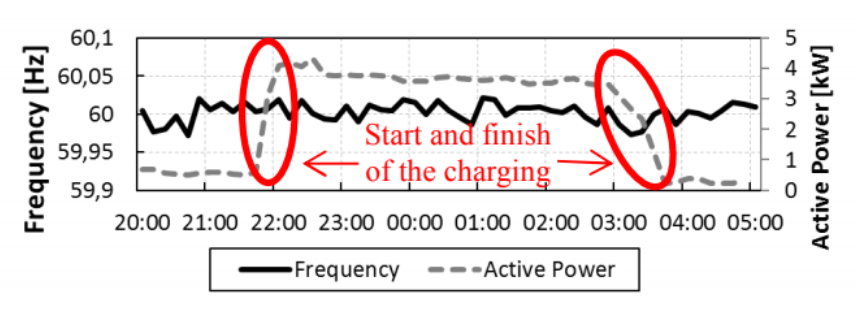 60,1
60,05
60
59,95
59,9
Frequency [Hz]
5
4
3
2
1
0
Active Power [kW]
Start and finish
of the charging
20:00 21:00 22:00 23:00 00:00 01:00 02:00 03:00 04:00 05:00
Frequency Active Power